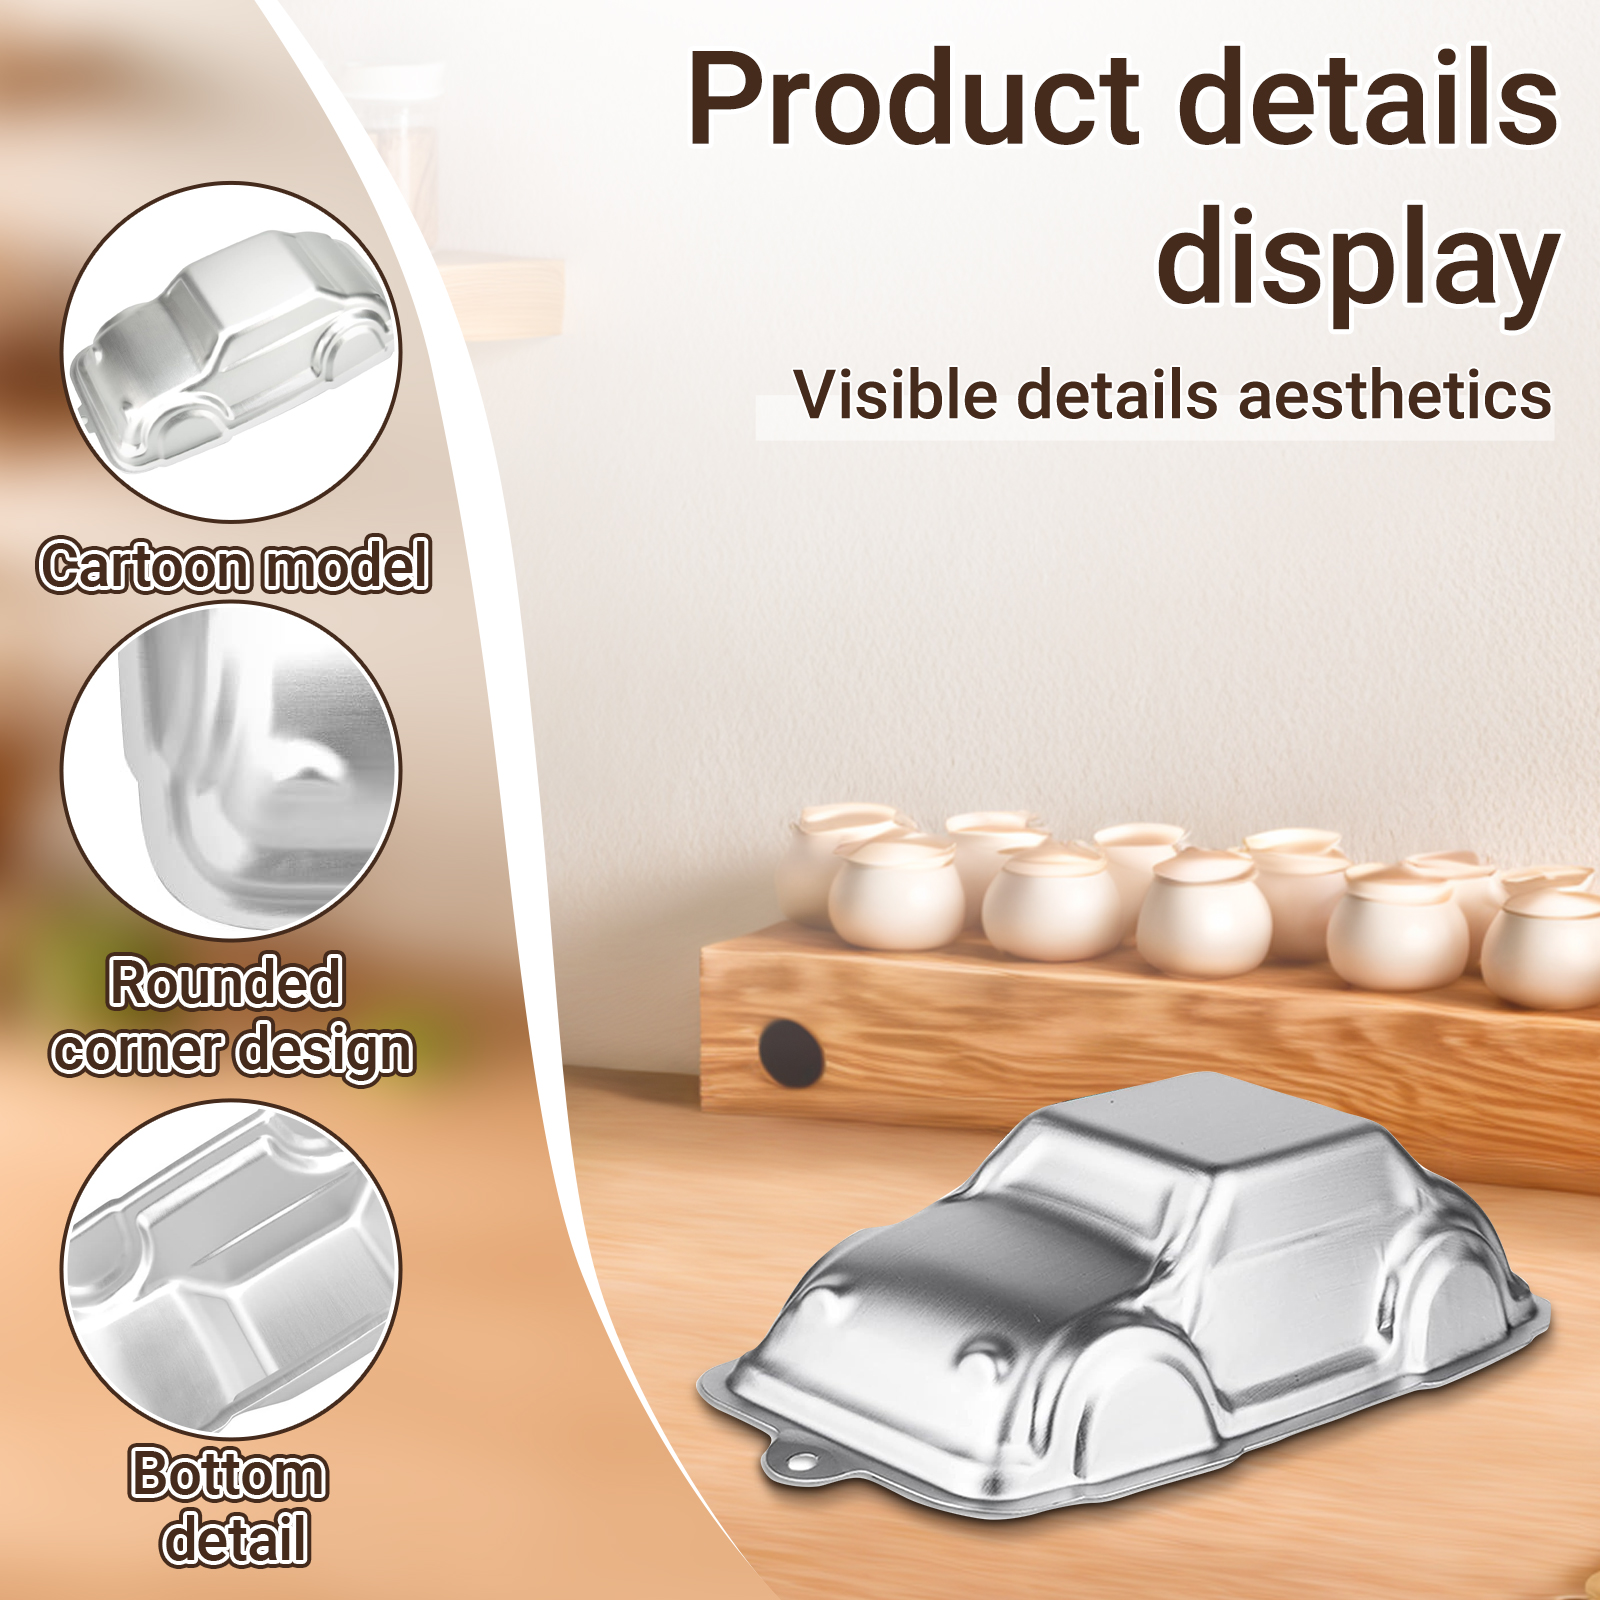 Product details
display
Visible details aesthetics
Cartoon model
Rounded
corner design
Bottom
detail